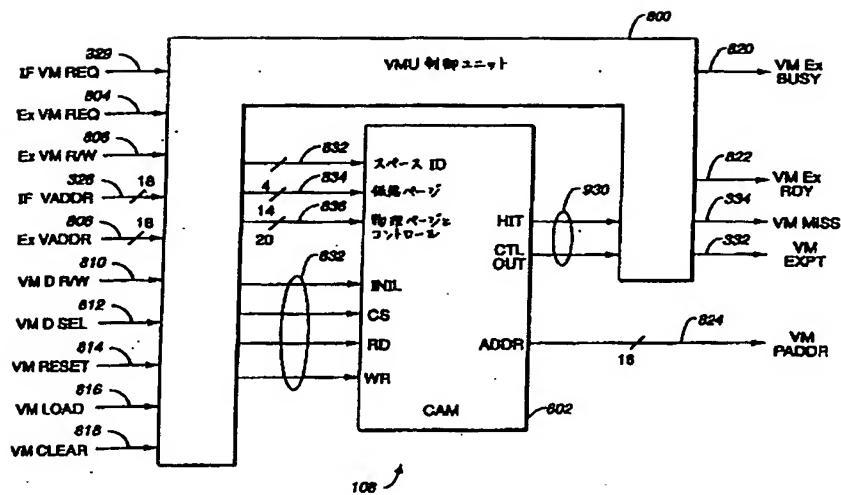 800
VMU 制御ユニット
329
IF VM REQ
804
Ex VM REQ
806
Ex VM R/W
326
18
IF VADDR
808
18
Ex VADDR
810
VM D R/W
812
VM D SEL
814
VM RESET
816
VM LOAD
818
VM CLEAR
832
スペース ID
4
834
仮想ページ
14
836
物理ページと
コントロール
20
832
INIL
CS
RD
WR
HIT
CTL
OUT
ADDR
CAM
930
802
820
VM Ex
BUSY
822
VM Ex
RDY
334
VM MISS
332
VM
EXPT
824
16
VM
PADDR
108